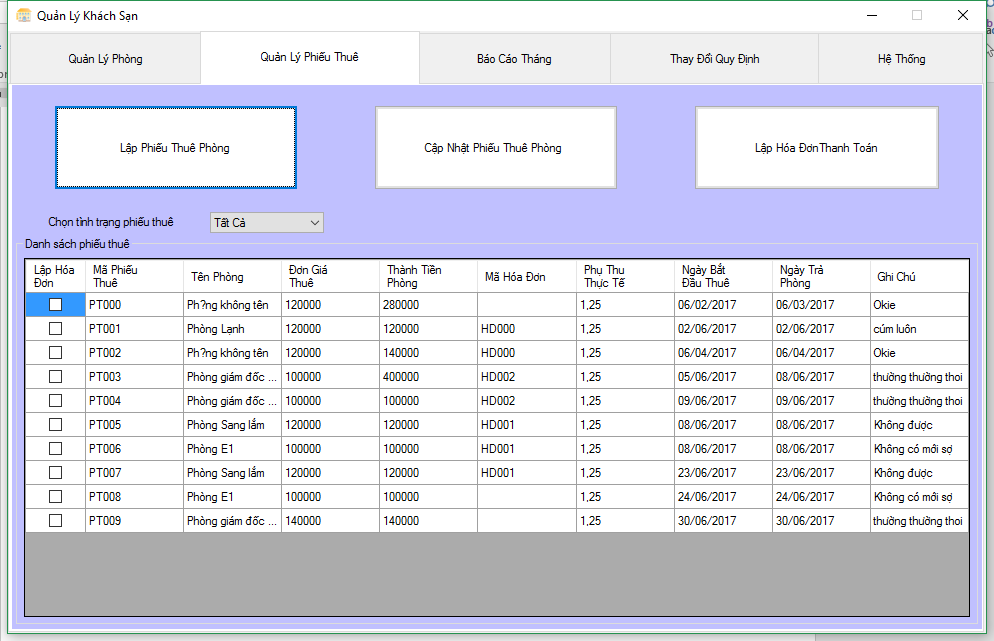 Quản Lý Khách Sạn
Quản Lý Phòng Quản Lý Phiếu Thuê Báo Cáo Tháng Thay Đổi Quy Định Hệ Thống
Lập Phiếu Thuê Phòng Cập Nhật Phiếu Thuê Phòng Lập Hóa ĐơnThanh Toán
Chọn tình trạng phiếu thuê Tất Cả
Danh sách phiếu thuê
Lập Hóa Đơn Mã Phiếu Thuê Tên Phòng Đơn Giá Thuê Thành Tiền Phòng Mã Hóa Đơn Phụ Thu Thực Tế Ngày Bắt Đầu Thuê Ngày Trả Phòng Ghi Chú
PT000 Ph?ng không tên 120000 280000 1,25 06/02/2017 06/03/2017 Okie
PT001 Phòng Lạnh 120000 120000 HD000 1,25 02/06/2017 02/06/2017 cúm luôn
PT002 Ph?ng không tên 120000 140000 HD000 1,25 06/04/2017 06/04/2017 Okie
PT003 Phòng giám đốc ... 100000 400000 HD002 1,25 05/06/2017 08/06/2017 thường thường thoi
PT004 Phòng giám đốc ... 100000 100000 HD002 1,25 09/06/2017 09/06/2017 thường thường thoi
PT005 Phòng Sang lắm 120000 120000 HD001 1,25 08/06/2017 08/06/2017 Không được
PT006 Phòng E1 100000 100000 HD001 1,25 08/06/2017 08/06/2017 Không có mới sợ
PT007 Phòng Sang lắm 120000 120000 HD001 1,25 23/06/2017 23/06/2017 Không được
PT008 Phòng E1 100000 100000 1,25 24/06/2017 24/06/2017 Không có mới sợ
PT009 Phòng giám đốc ... 140000 140000 1,25 30/06/2017 30/06/2017 thường thường thoi